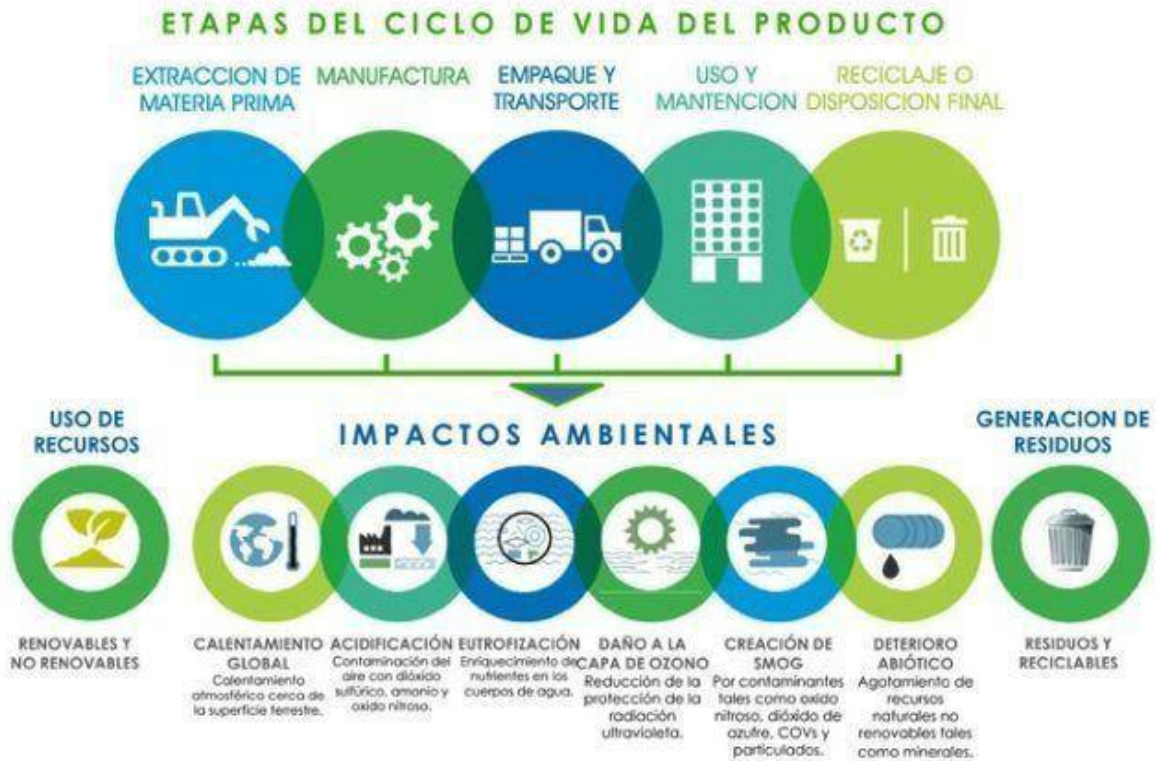 ETAPAS DEL CICLO DE VIDA DEL PRODUCTO
EXTRACCION DE
MATERIA PRIMA
MANUFACTURA
EMPAQUE Y
TRANSPORTE
USO Y
MANTENCION
RECICLAJE O
DISPOSICION FINAL
USO DE
RECURSOS
IMPACTOS AMBIENTALES
GENERACION DE
RESIDUOS
RENOVABLES Y
NO RENOVABLES
CALENTAMIENTO
GLOBAL
Calentamiento
atmosférico cerca de
la superficie terrestre.
ACIDIFICACIÓN
Contaminación del
aire con dióxido
sulfúrico, amonio y
oxido nitroso.
EUTROFIZACIÓN
Enriquecimiento de
nutrientes en los
cuerpos de agua.
DAÑO A LA
CAPA DE OZONO
Reducción de la
protección de la
radiación
ultravioleta.
CREACIÓN DE
SMOG
Por contaminantes
tales como oxido
nitroso, dióxido de
azufre, COVs y
particulados.
DETERIORO
ABIÓTICO
Agotamiento de
recursos
naturales no
renovables tales
como minerales.
RESIDUOS Y
RECICLABLES